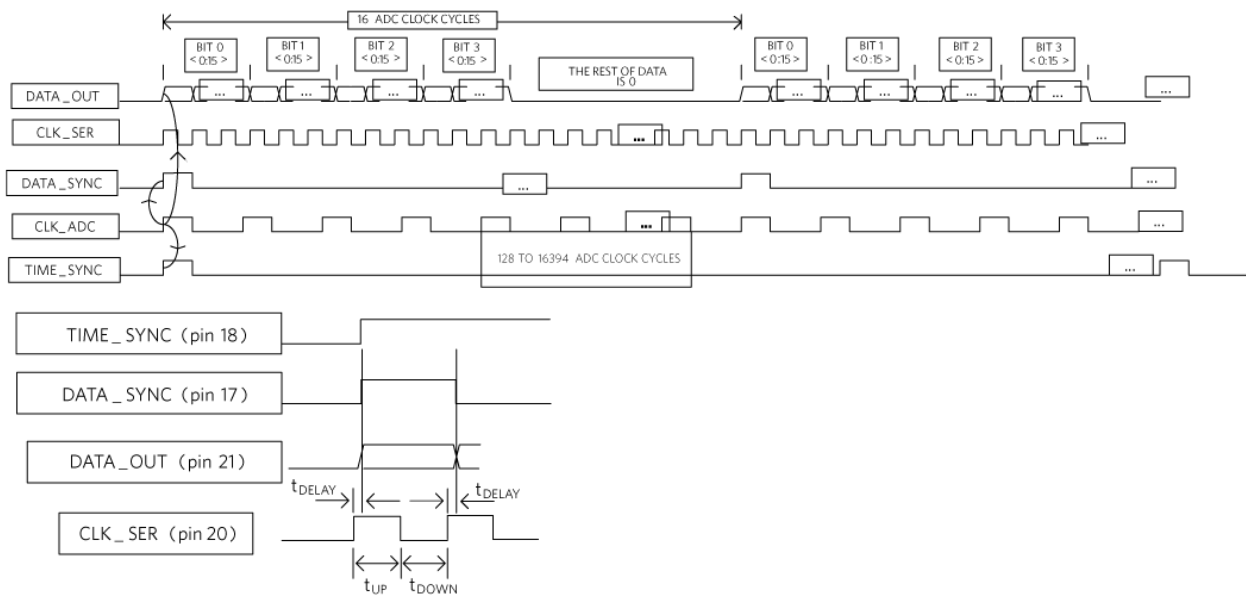 16 ADC CLOCK CYCLES
BIT 0
< 0:15 >
BIT 1
< 0:15 >
BIT 2
< 0:15 >
BIT 3
< 0:15 >
THE REST OF DATA
IS 0
BIT 0
< 0:15 >
BIT 1
< 0:15 >
BIT 2
< 0:15 >
BIT 3
< 0:15 >
DATA_OUT
...
...
...
...
...
...
...
...
...
CLK_SER
...
...
DATA_SYNC
...
...
CLK_ADC
...
...
128 TO 16394 ADC CLOCK CYCLES
TIME_SYNC
...
TIME_SYNC (pin 18)
DATA_SYNC (pin 17)
DATA_OUT (pin 21)
tDELAY
tDELAY
CLK_SER (pin 20)
tUP
tDOWN